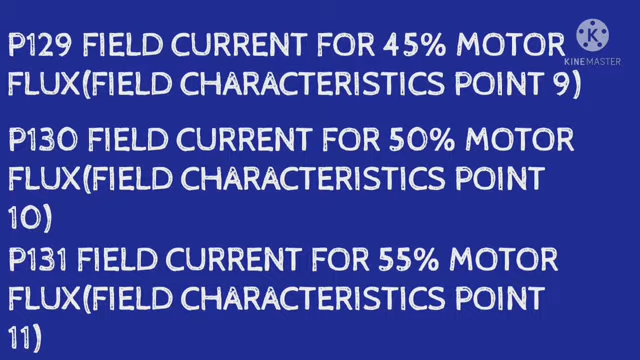 P129 FIELD CURRENT FOR 45% MOTOR
FLUX(FIELD CHARACTERISTICS POINT 9)
KINEMASTER
P130 FIELD CURRENT FOR 50% MOTOR
FLUX(FIELD CHARACTERISTICS POINT
10)
P131 FIELD CURRENT FOR 55% MOTOR
FLUX(FIELD CHARACTERISTICS POINT
11)